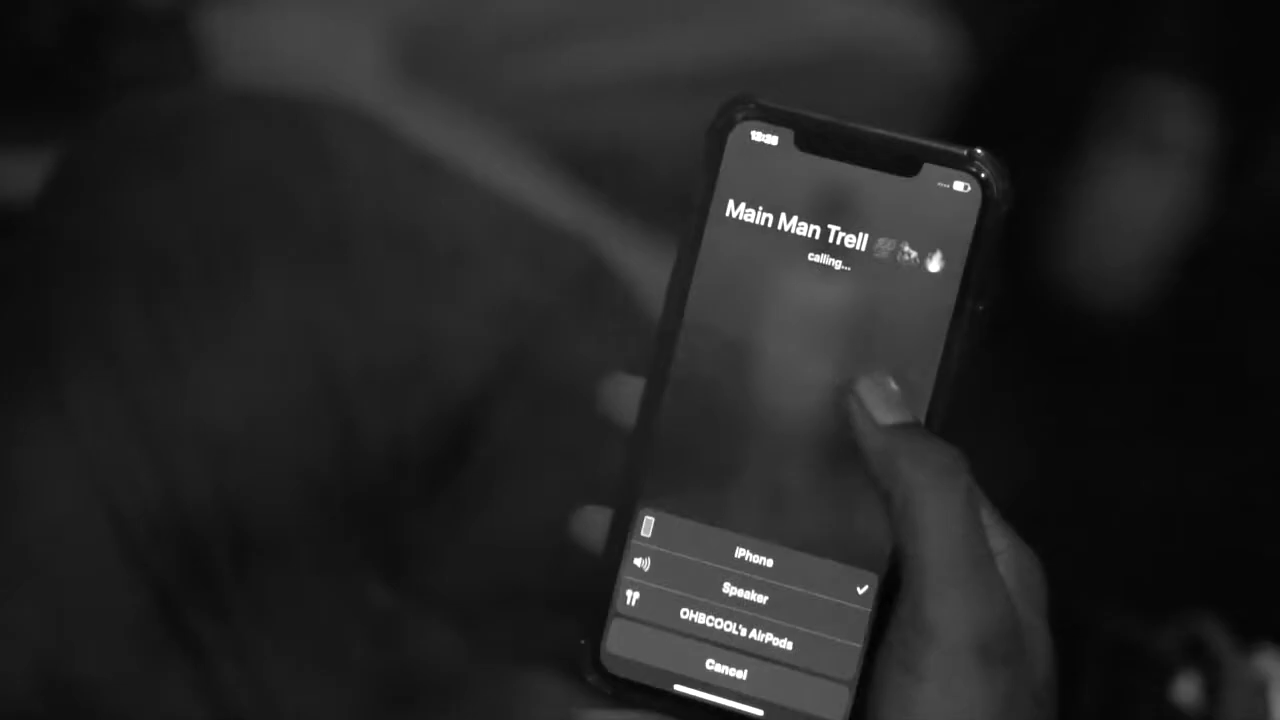 Main Man Trell
calling...
iPhone
Speaker
OHBCOOL's AirPods
Cancel